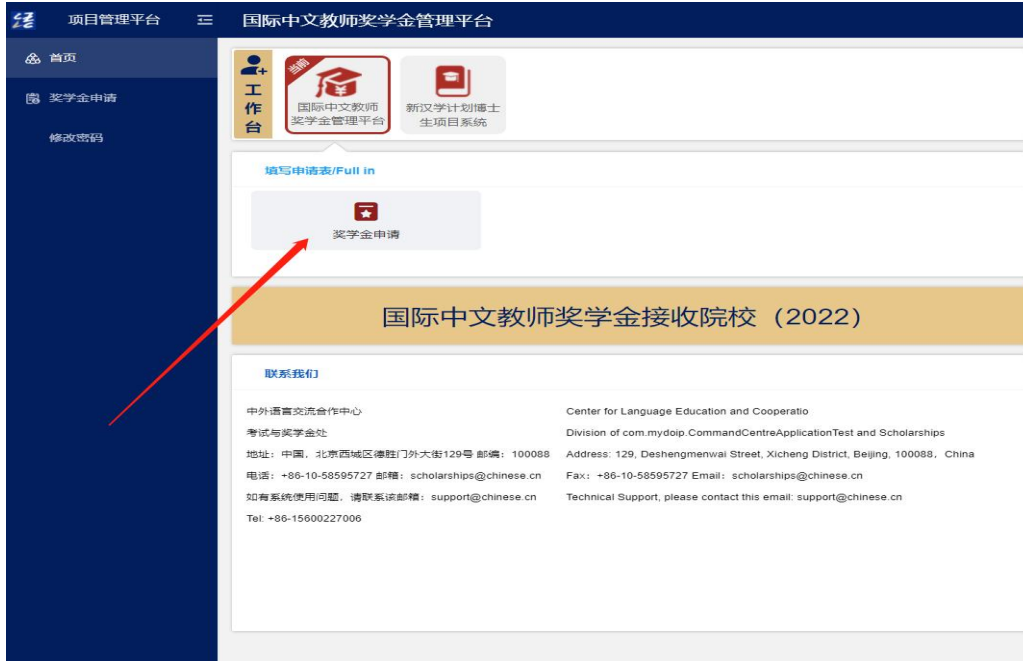 项目管理平台
国际中文教师奖学金管理平台
首页
奖学金申请
修改密码
工作台
当前
国际中文教师
奖学金管理平台
新汉学计划博士
生项目系统
填写申请表/Full in
奖学金申请
国际中文教师奖学金接收院校（2022）
联系我们
中外语言交流合作中心
Center for Language Education and Cooperatio
考试与奖学金处
Division of com.mydoip.CommandCentreApplicationTest and Scholarships
地址：中国，北京西城区德胜门外大街129号 邮编：100088
Address: 129, Deshengmenwai Street, Xicheng District, Beijing, 100088，China
电话：+86-10-58595727 邮箱：scholarships@chinese.cn
Fax：+86-10-58595727 Email：scholarships@chinese.cn
如有系统使用问题，请联系该邮箱：support@chinese.cn
Technical Support, please contact this email: support@chinese.cn
Tel: +86-15600227006